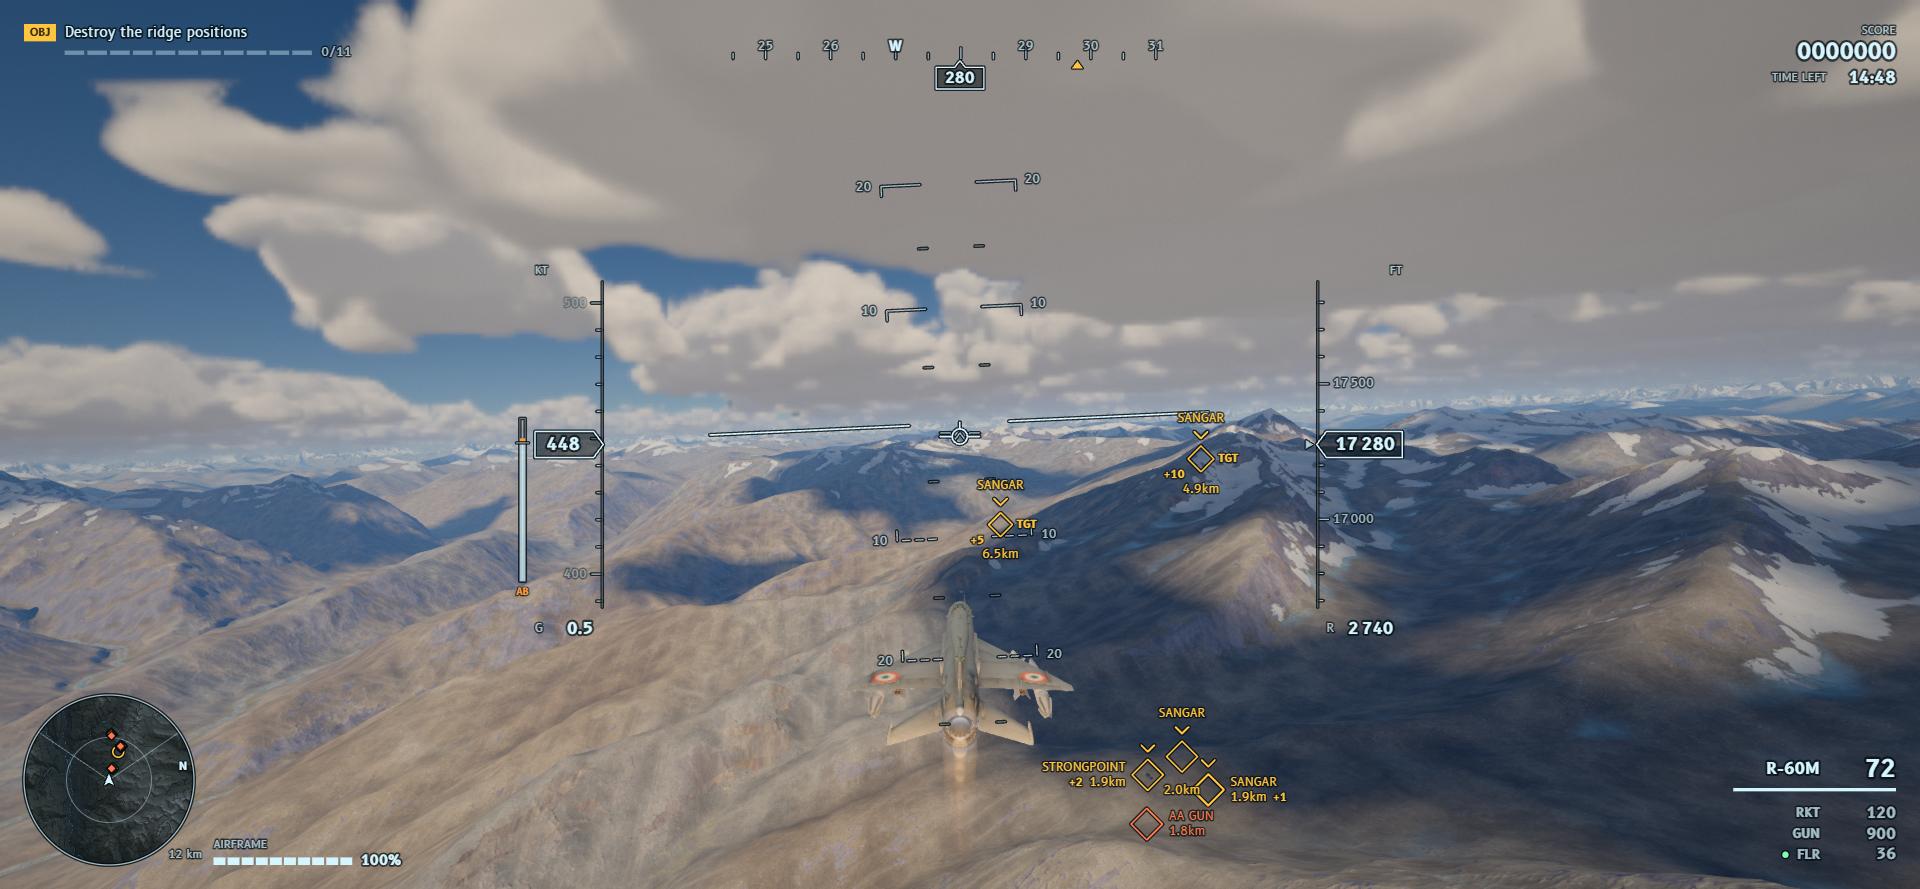 OBJ Destroy the ridge positions
0/11
25 26 W 29 30 31
280
SCORE
0000000
TIME LEFT 14:48
20 20
KT
FT
500
10 10
17 500
SANGAR
448
17 280
TGT
+10
4.9km
SANGAR
TGT
+5
6.5km
10 10
17 000
400
AB
G 0.5
R 2 740
20 20
SANGAR
STRONGPOINT
+2 1.9km
2.0km
SANGAR
1.9km +1
AA GUN
1.8km
N
12 km
AIRFRAME
100%
R-60M 72
RKT 120
GUN 900
FLR 36